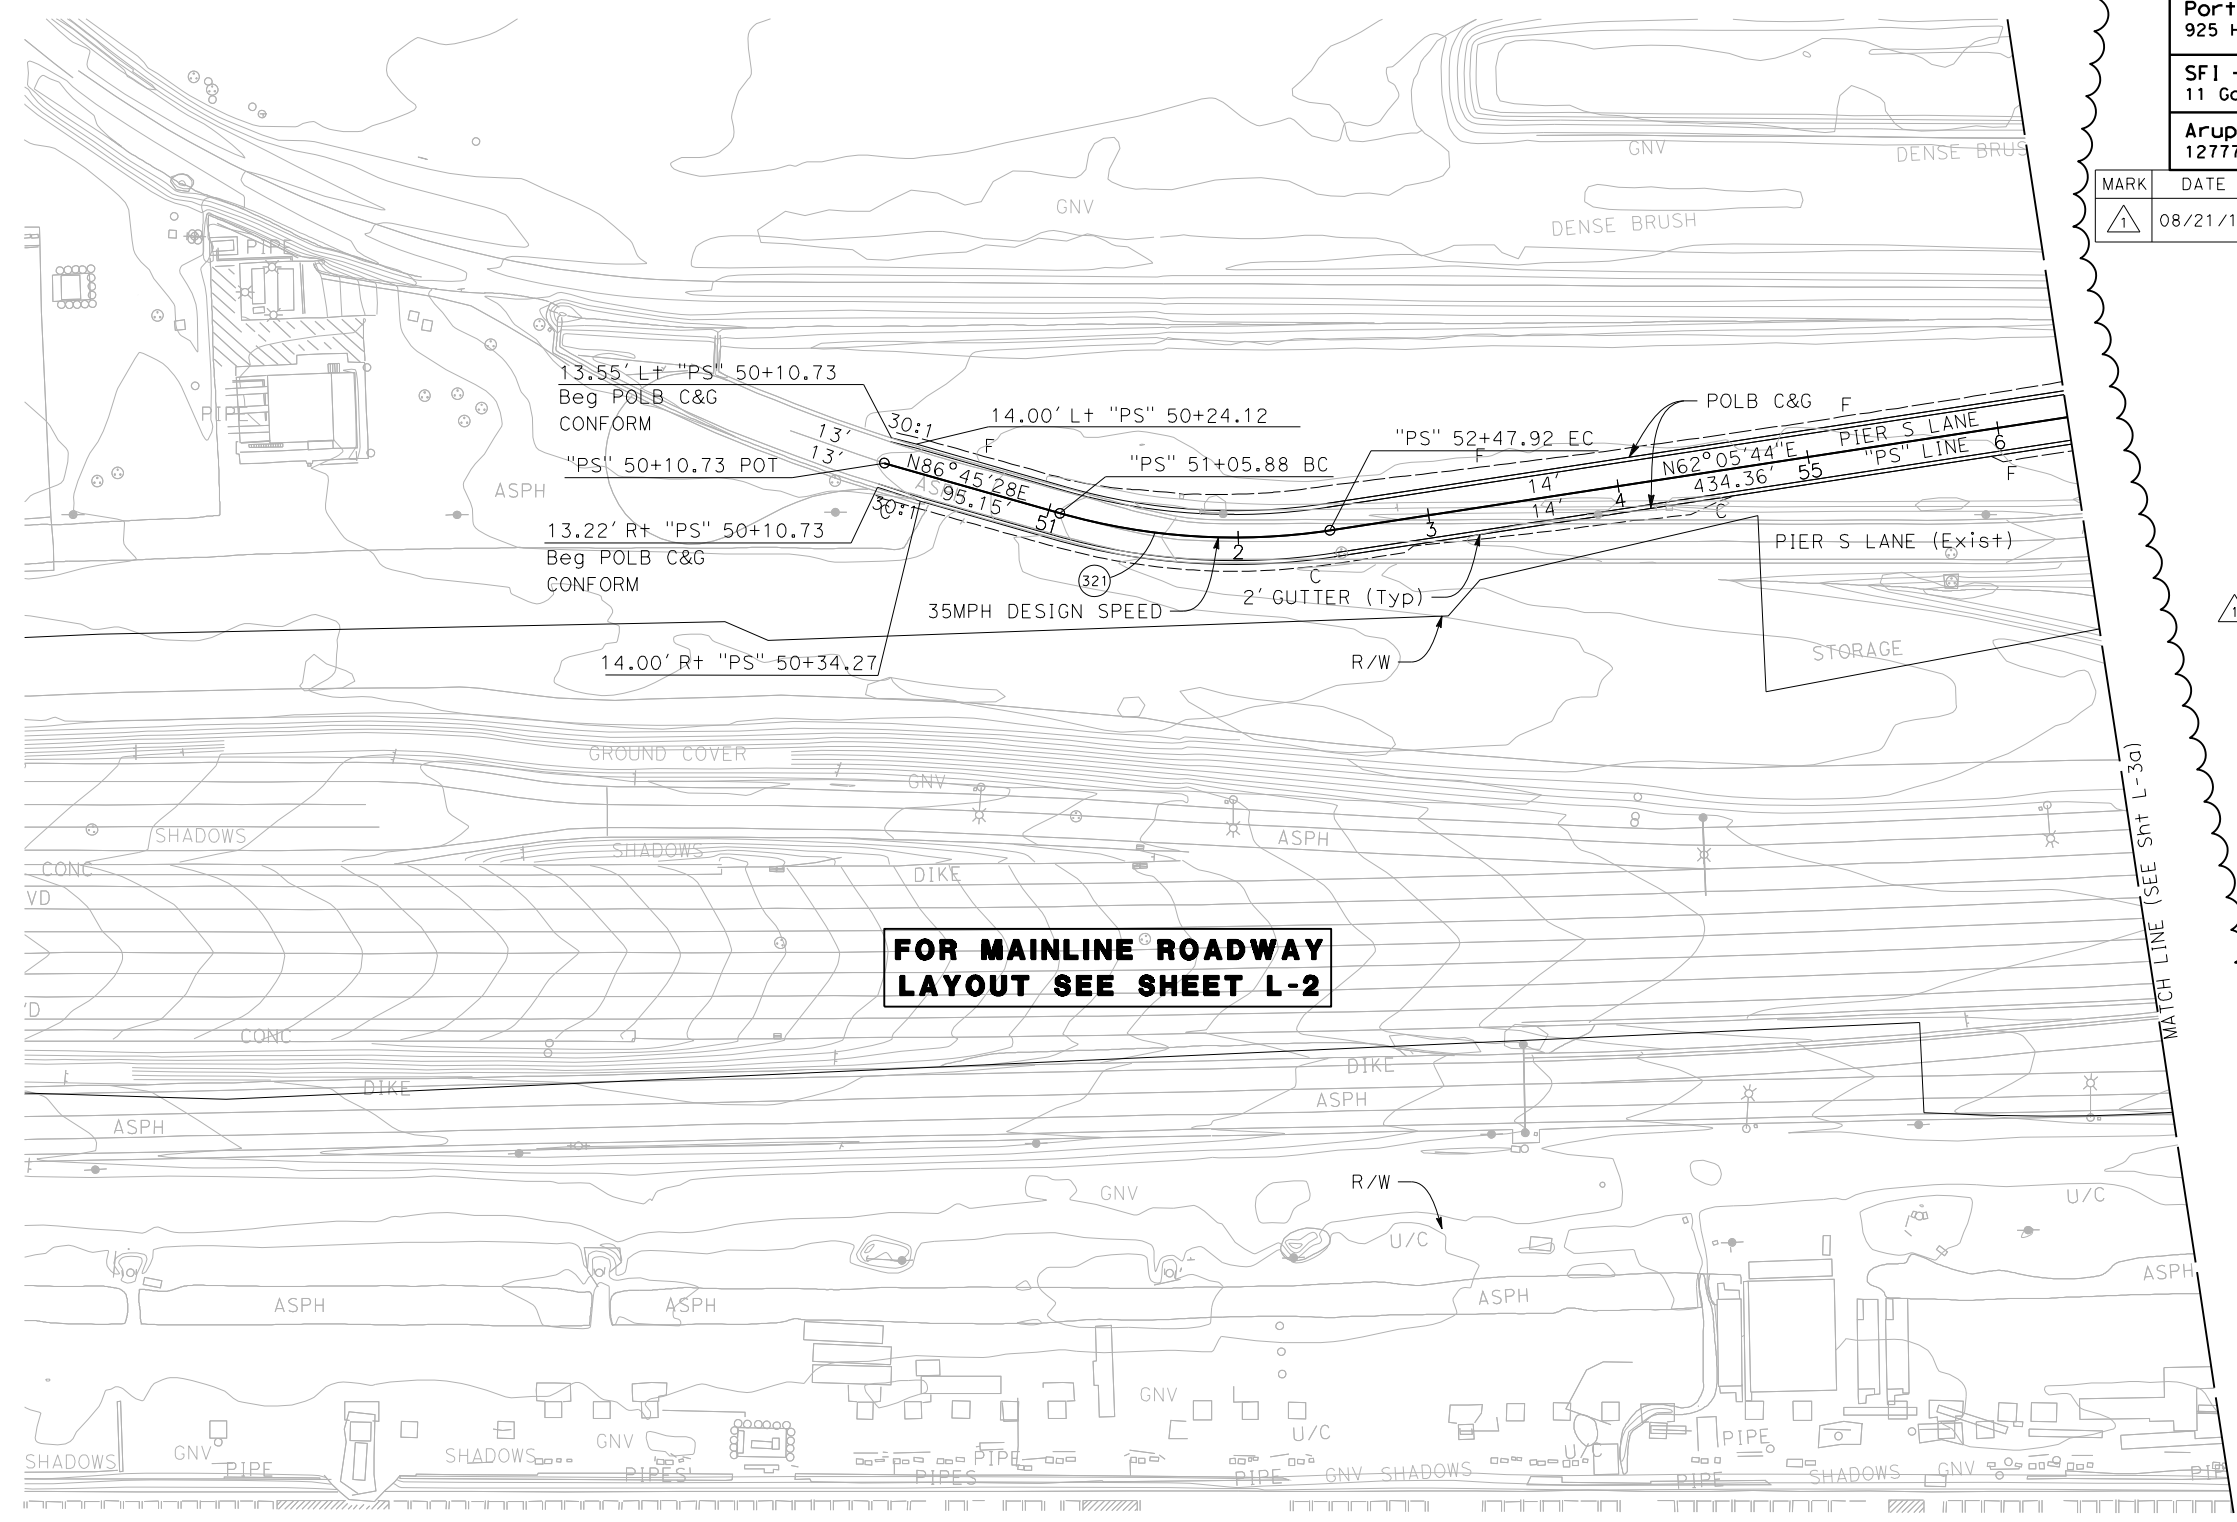 Port
925 H
SFI -
11 Go
Arup
12777
MARK DATE
1 08/21/1
GNV
DENSE BRUS
GNV
DENSE BRUSH
PIPE
PIPE
13.55' Lt "PS" 50+10.73
Beg POLB C&G
CONFORM
30:1
14.00' Lt "PS" 50+24.12
POLB C&G
F
13'
13'
F
"PS" 50+10.73 POT
"PS" 51+05.88 BC
"PS" 52+47.92 EC
F
PIER S LANE
"PS" LINE
6
F
N86°45'28E
95.15'
N62°05'44"E
434.36'
55
14'
14'
4
3
2
51
ASPH
AS
30:1
C
C
C
13.22' Rt "PS" 50+10.73
Beg POLB C&G
CONFORM
PIER S LANE (Exist)
321
2' GUTTER (Typ)
35MPH DESIGN SPEED
1
14.00' Rt "PS" 50+34.27
R/W
STORAGE
GROUND COVER
GNV
SHADOWS
SHADOWS
ASPH
CONC
DIKE
VD
FOR MAINLINE ROADWAY
LAYOUT SEE SHEET L-2
MATCH LINE (SEE Sht L-3a)
'D
CONC
DIKE
DIKE
ASPH
ASPH
R/W
GNV
U/C
U/C
ASPH
ASPH
ASPH
ASPH
GNV
U/C
SHADOWS
GNV
PIPE
SHADOWS
GNV
PIPES'
PIPE
PIPES
PIPE
GNV SHADOWS
U/C
PIPE
PIPE
SHADOWS
GNV
PIP